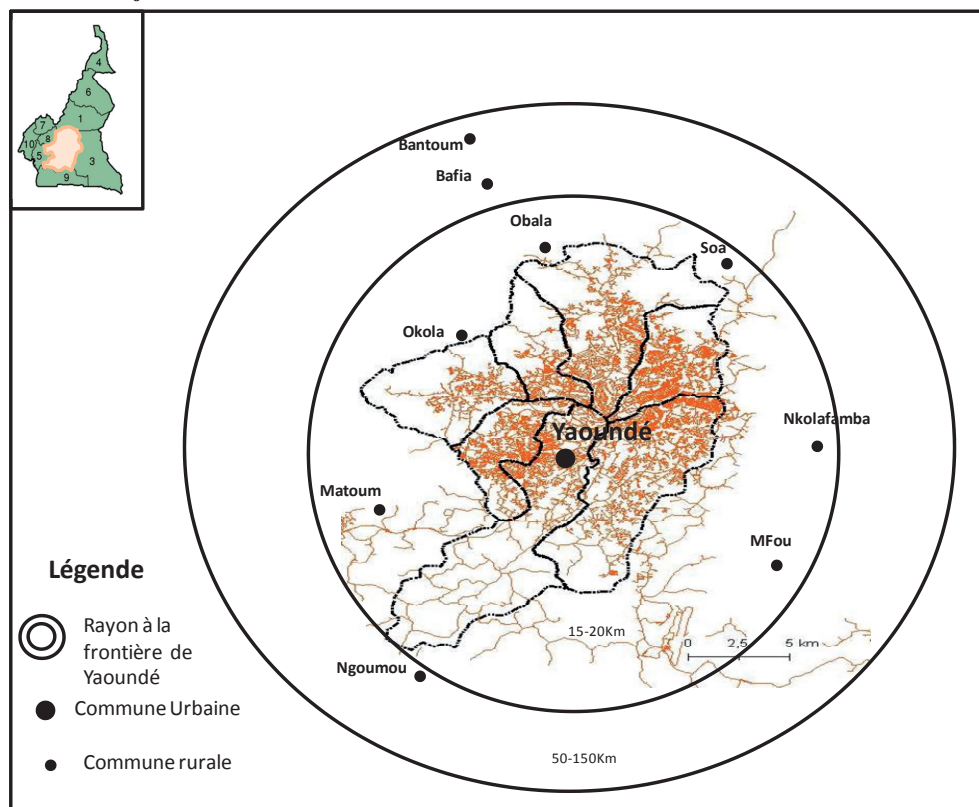 4
6
1
7
8
10
5
3
9
Bantoum
Bafia
Obala
Soa
Okola
Nkolafamba
Yaoundé
Matoum
MFou
Légende
Rayon à la
frontière de
Yaoundé
Commune Urbaine
Commune rurale
15-20Km
0 2,5 5 km
Ngoumou
50-150Km